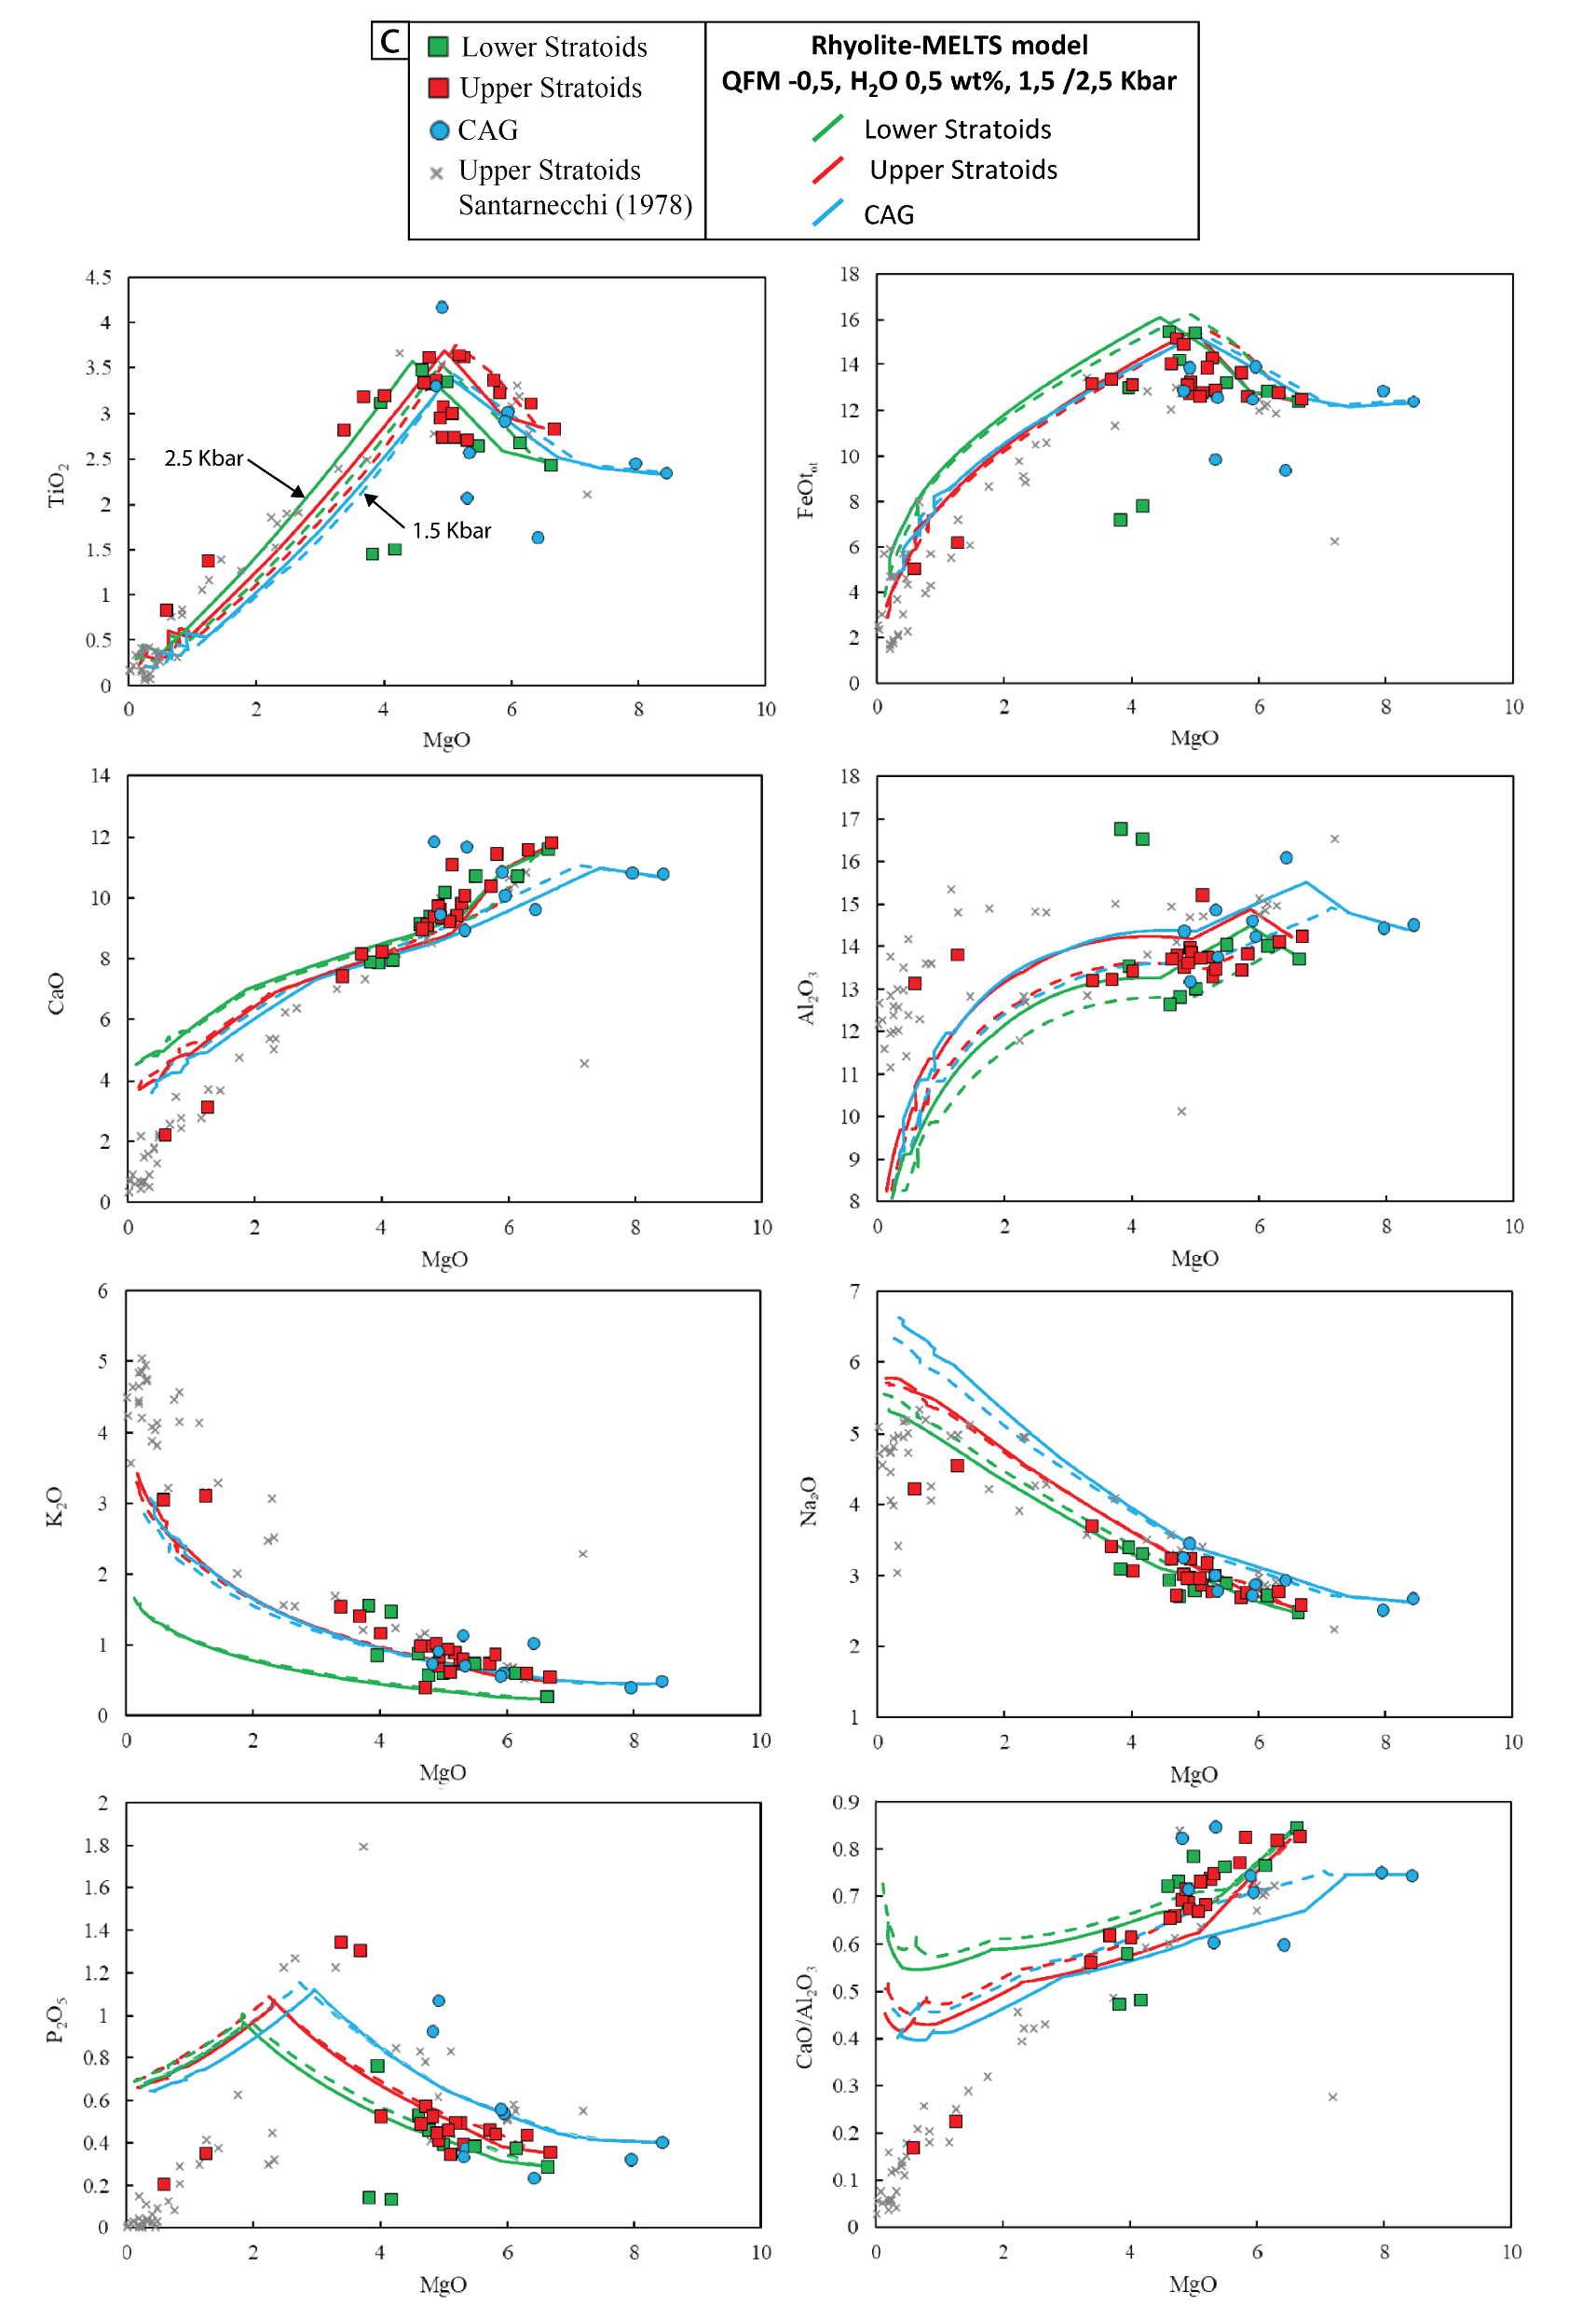 C
Lower Stratoids
Upper Stratoids
CAG
Upper Stratoids
Santarnecchi (1978)
Rhyolite-MELTS model
QFM -0,5, H₂O 0,5 wt%, 1,5 /2,5 Kbar
Lower Stratoids
Upper Stratoids
CAG
4.5
4
3.5
3
2.5
2
1.5
1
0.5
0
TiO₂
2.5 Kbar
1.5 Kbar
0 2 4 6 8 10
MgO
18
16
14
12
10
8
6
4
2
0
FeOtₒₜ
0 2 4 6 8 10
MgO
14
12
10
8
6
4
2
0
CaO
0 2 4 6 8 10
MgO
18
17
16
15
14
13
12
11
10
9
8
Al₂O₃
0 2 4 6 8 10
MgO
6
5
4
3
2
1
0
K₂O
0 2 4 6 8 10
MgO
7
6
5
4
3
2
1
Na₂O
0 2 4 6 8 10
MgO
2
1.8
1.6
1.4
1.2
1
0.8
0.6
0.4
0.2
0
P₂O₅
0 2 4 6 8 10
MgO
0.9
0.8
0.7
0.6
0.5
0.4
0.3
0.2
0.1
0
CaO/Al₂O₃
0 2 4 6 8 10
MgO